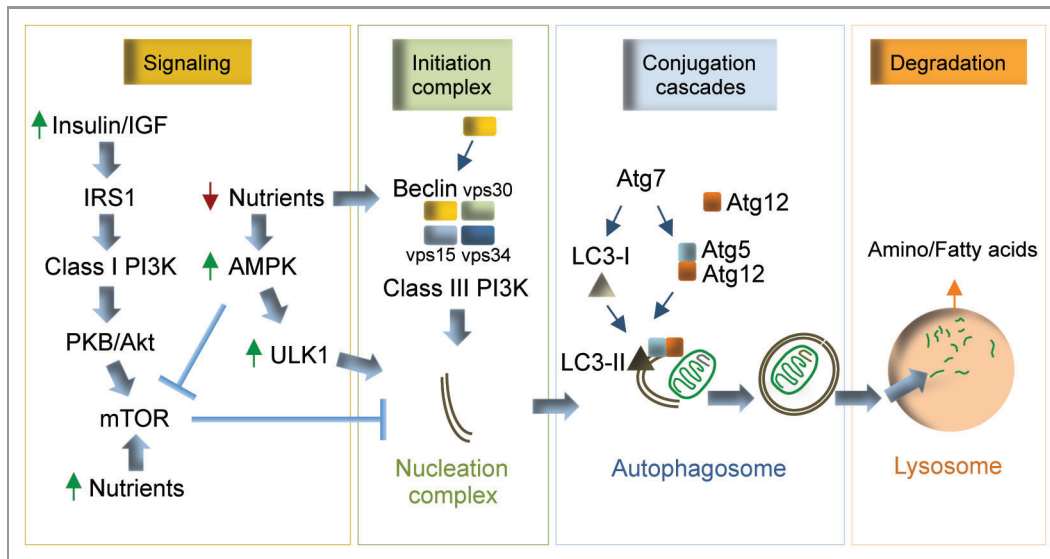 Signaling
Insulin/IGF
IRS1
Class I PI3K
PKB/Akt
mTOR
Nutrients
Nutrients
AMPK
ULK1
Initiation
complex
Beclin vps30
vps15 vps34
Class III PI3K
Nucleation
complex
Conjugation
cascades
Atg7
Atg12
LC3-I
Atg5
Atg12
LC3-II
Autophagosome
Degradation
Amino/Fatty acids
Lysosome